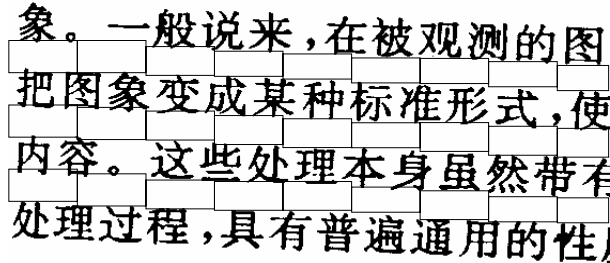 象。一般说来,在被观测的图
把图象变成某种标准形式,使
内容。这些处理本身虽然带有
处理过程,具有普遍通用的性